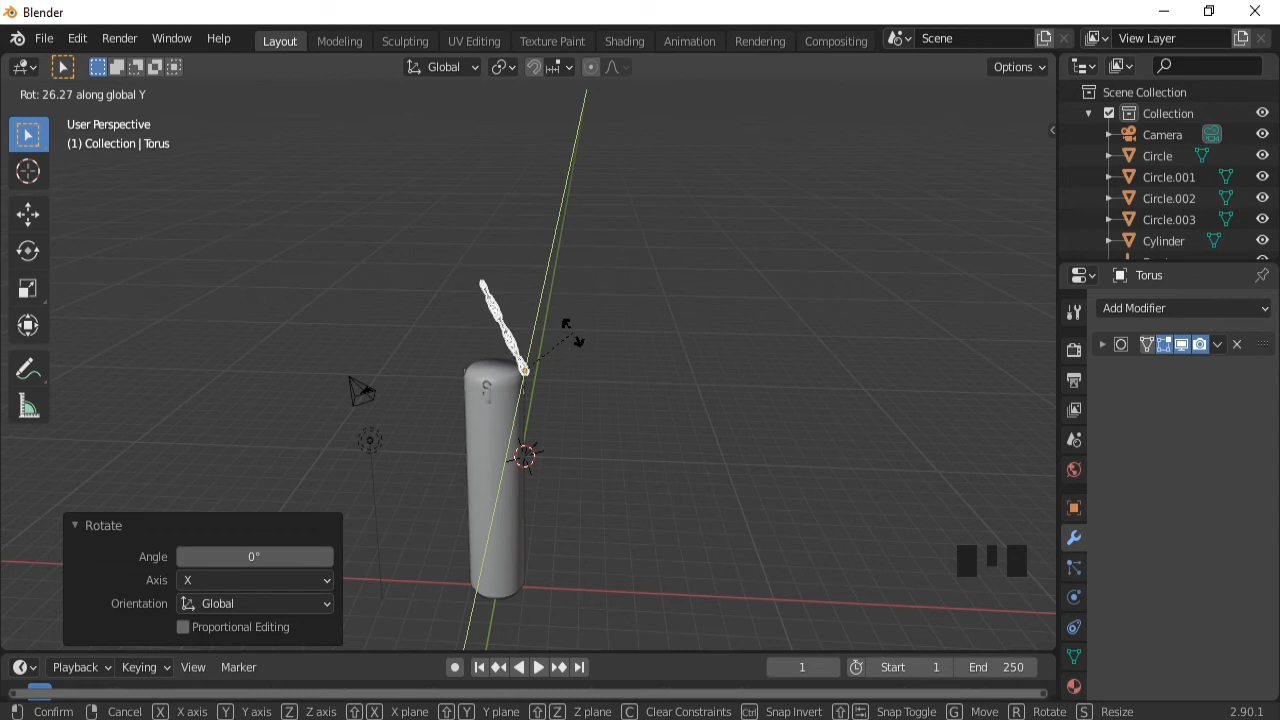 Blender
File Edit Render Window Help Layout Modeling Sculpting UV Editing Texture Paint Shading Animation Rendering Compositing Scene View Layer
Global Options
Rot: 26.27 along global Y
User Perspective
(1) Collection | Torus
Scene Collection
Collection
Camera
Circle
Circle.001
Circle.002
Circle.003
Cylinder
Torus
Add Modifier
Rotate
Angle 0°
Axis X
Orientation Global
Proportional Editing
Playback Keying View Marker 1 Start 1 End 250
Confirm Cancel X X axis Y Y axis Z Z axis X X plane Y Y plane Z Z plane C Clear Constraints Ctrl Snap Invert Snap Toggle G Move R Rotate S Resize 2.90.1